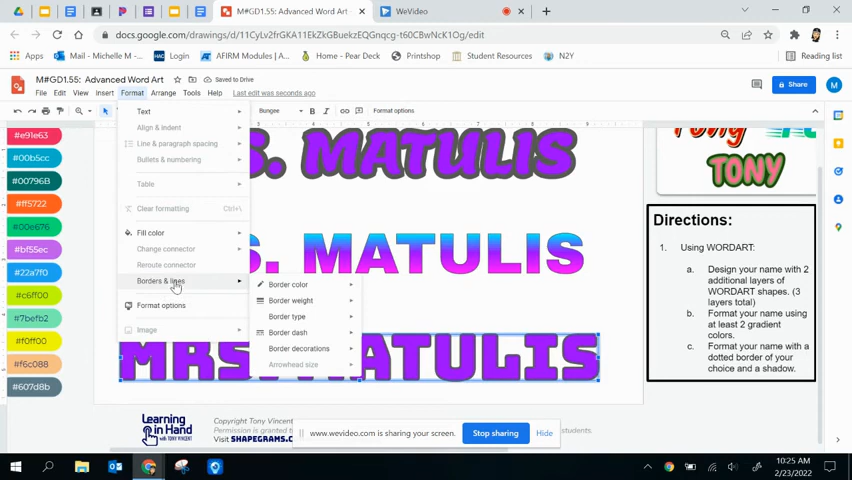 M#GD1.55: Advanced Word Art
WeVideo
docs.google.com/drawings/d/11CyLv2frGKA11EkZkGBuekzEQGnqcg-t60CBwNcK1Og/edit
Apps
Mail - Michelle M...
Login
AFIRM Modules | A...
Home - Pear Deck
Printshop
Student Resources
N2Y
Reading list
M#GD1.55: Advanced Word Art
Saved to Drive
File
Edit
View
Insert
Format
Arrange
Tools
Help
Last edit was seconds ago
Share
M
Bungee
B
I
Format options
3
4
5
6
7
Text
Align & indent
Line & paragraph spacing
Bullets & numbering
Table
Clear formatting
Ctrl+\
Fill color
Change connector
Reroute connector
Borders & lines
Format options
Image
Border color
Border weight
Border type
Border dash
Border decorations
Arrowhead size
#e91e63
#00b5cc
#00796B
#ff5722
#00e676
#bf55ec
#22a7f0
#c6ff00
#7befb2
#f0ff00
#f6c088
#607d8b
S. MATULIS
S. MATULIS
MRS. MATULIS
Tony
TONY
Directions:
1. Using WORDART:
a. Design your name with 2
additional layers of
WORDART shapes. (3
layers total)
b. Format your name using
at least 2 gradient
colors.
c. Format your name with a
dotted border of your
choice and a shadow.
Learning
in Hand
WITH TONY VINCENT
Copyright Tony Vincent
Permission is granted
students.
Visit SHAPEGRAMS.C
www.wevideo.com is sharing your screen.
Stop sharing
Hide
10:25 AM
2/23/2022